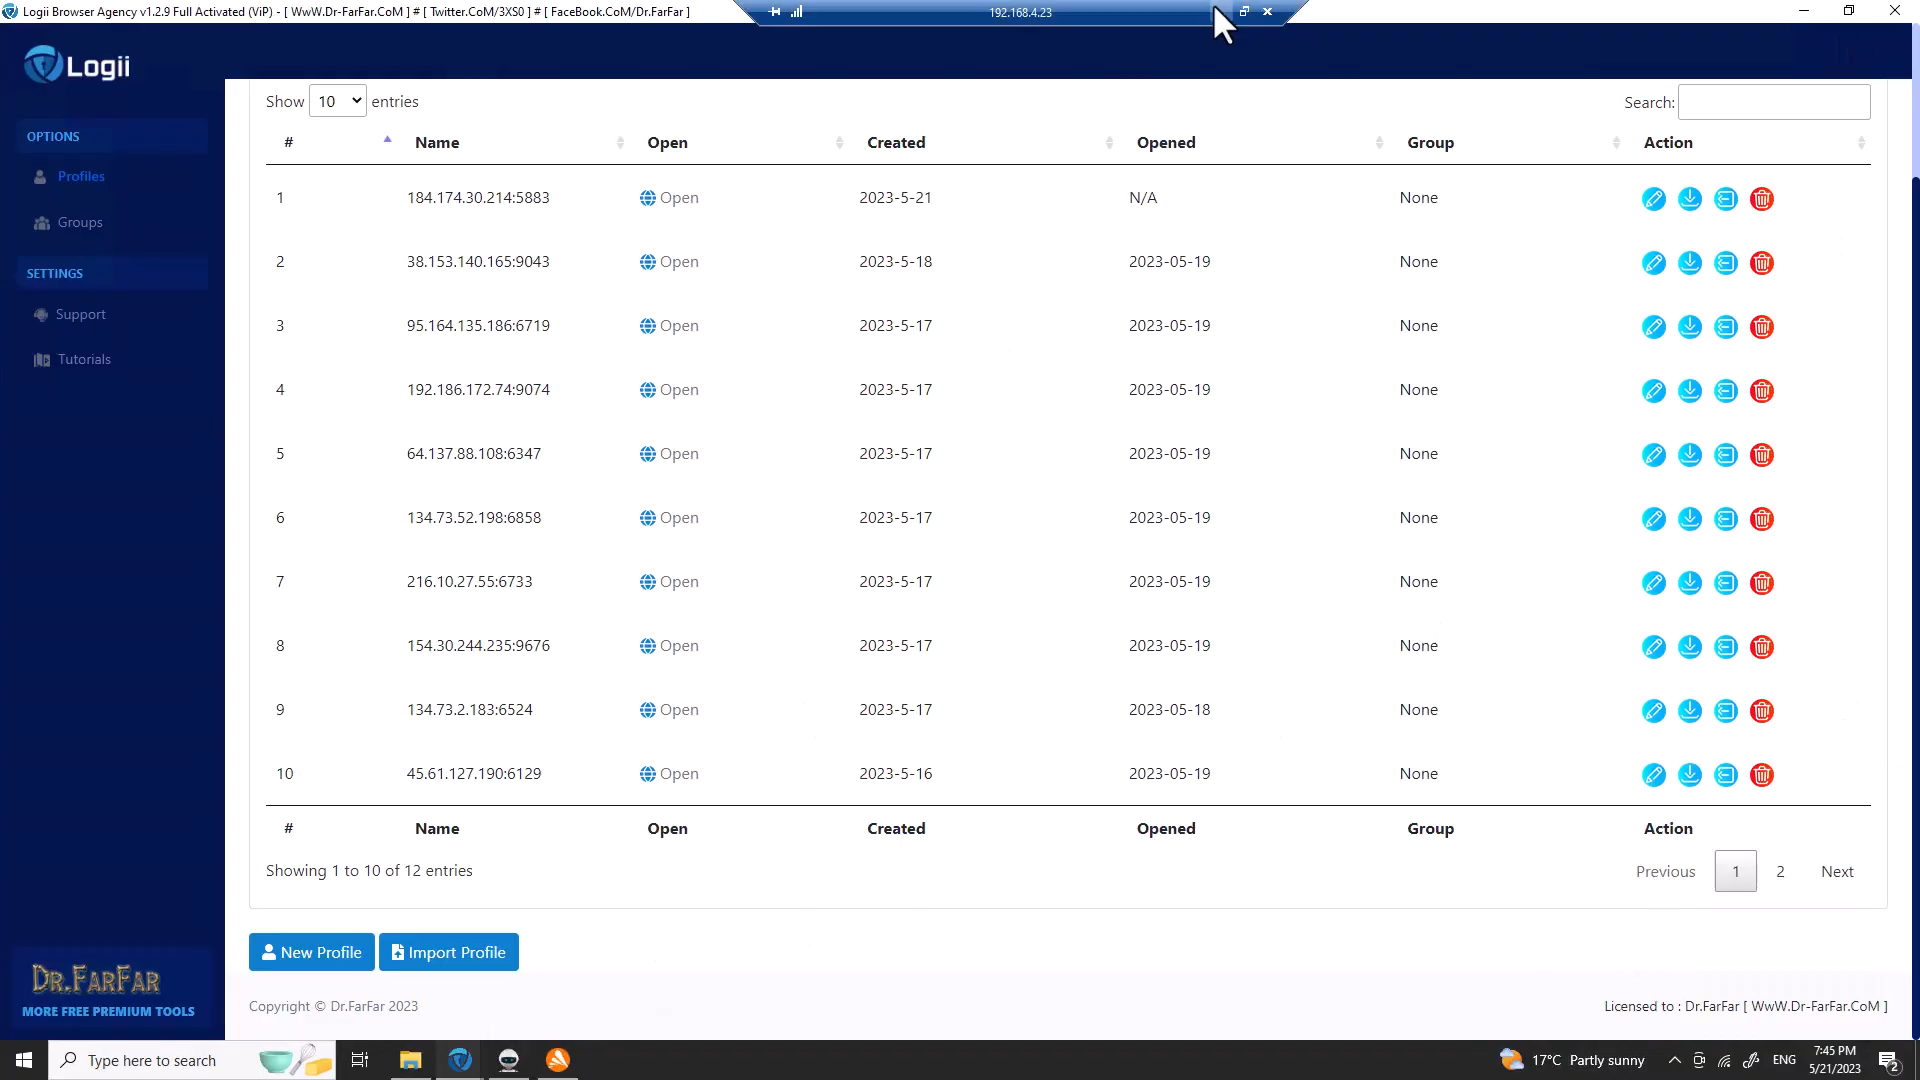 Logii Browser Agency v1.2.9 Full Activated (ViP) - [ WwW.Dr-FarFar.CoM ] # [ Twitter.CoM/3XS0 ] # [ FaceBook.CoM/Dr.FarFar ]
192.168.4.23
Logii
OPTIONS
Profiles
Groups
SETTINGS
Support
Tutorials
Show 10 entries
Search:
# Name Open Created Opened Group Action
1 184.174.30.214:5883 Open 2023-5-21 N/A None
2 38.153.140.165:9043 Open 2023-5-18 2023-05-19 None
3 95.164.135.186:6719 Open 2023-5-17 2023-05-19 None
4 192.186.172.74:9074 Open 2023-5-17 2023-05-19 None
5 64.137.88.108:6347 Open 2023-5-17 2023-05-19 None
6 134.73.52.198:6858 Open 2023-5-17 2023-05-19 None
7 216.10.27.55:6733 Open 2023-5-17 2023-05-19 None
8 154.30.244.235:9676 Open 2023-5-17 2023-05-19 None
9 134.73.2.183:6524 Open 2023-5-17 2023-05-18 None
10 45.61.127.190:6129 Open 2023-5-16 2023-05-19 None
# Name Open Created Opened Group Action
Showing 1 to 10 of 12 entries
Previous 1 2 Next
New Profile Import Profile
DR.FARFAR
MORE FREE PREMIUM TOOLS
Copyright © Dr.FarFar 2023
Licensed to : Dr.FarFar [ WwW.Dr-FarFar.CoM ]
Type here to search
17°C Partly sunny
ENG
7:45 PM
5/21/2023
2